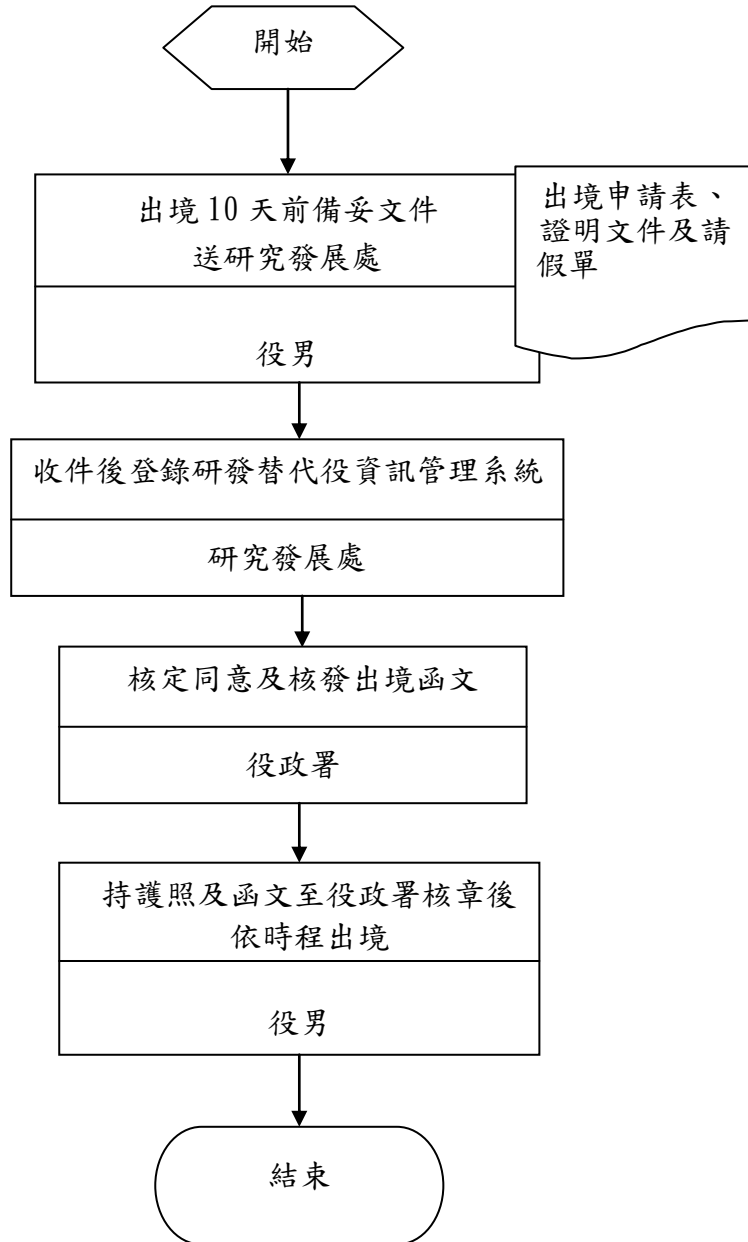 開始
出境 10 天前備妥文件
送研究發展處
役男
出境申請表、
證明文件及請
假單
收件後登錄研發替代役資訊管理系統
研究發展處
核定同意及核發出境函文
役政署
持護照及函文至役政署核章後
依時程出境
役男
結束